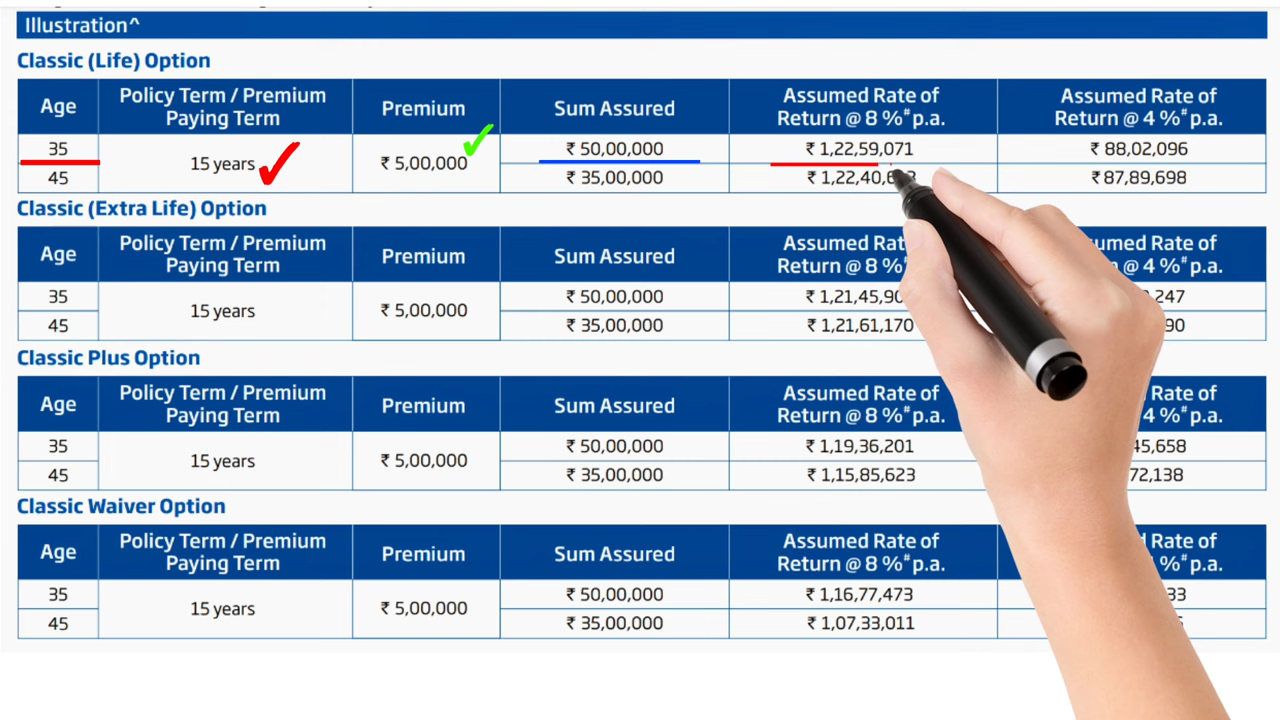 Illustration^
Classic (Life) Option
Age Policy Term / Premium Paying Term Premium Sum Assured Assumed Rate of Return @ 8 %# p.a. Assumed Rate of Return @ 4 %# p.a.
35 15 years ₹ 5,00,000 ₹ 50,00,000 ₹ 1,22,59,071 ₹ 88,02,096
45 ₹ 35,00,000 ₹ 87,89,698
Classic (Extra Life) Option
Age Policy Term / Premium Paying Term Premium Sum Assured Return @ 8 % p.a.
35 15 years ₹ 5,00,000 ₹ 50,00,000
45 ₹ 35,00,000 ₹ 1,21,61,170
Classic Plus Option
Age Policy Term / Premium Paying Term Premium Sum Assured Assumed Rate of Return @ 8 %# p.a. 4 %# p.a.
35 15 years ₹ 5,00,000 ₹ 50,00,000 ₹ 1,19,36,201
45 ₹ 35,00,000 ₹ 1,15,85,623
Classic Waiver Option
Age Policy Term / Premium Paying Term Premium Sum Assured Assumed Rate of Return @ 8 %# p.a. Rate of %# p.a.
35 15 years ₹ 5,00,000 ₹ 50,00,000 ₹ 1,16,77,473
45 ₹ 35,00,000 ₹ 1,07,33,011